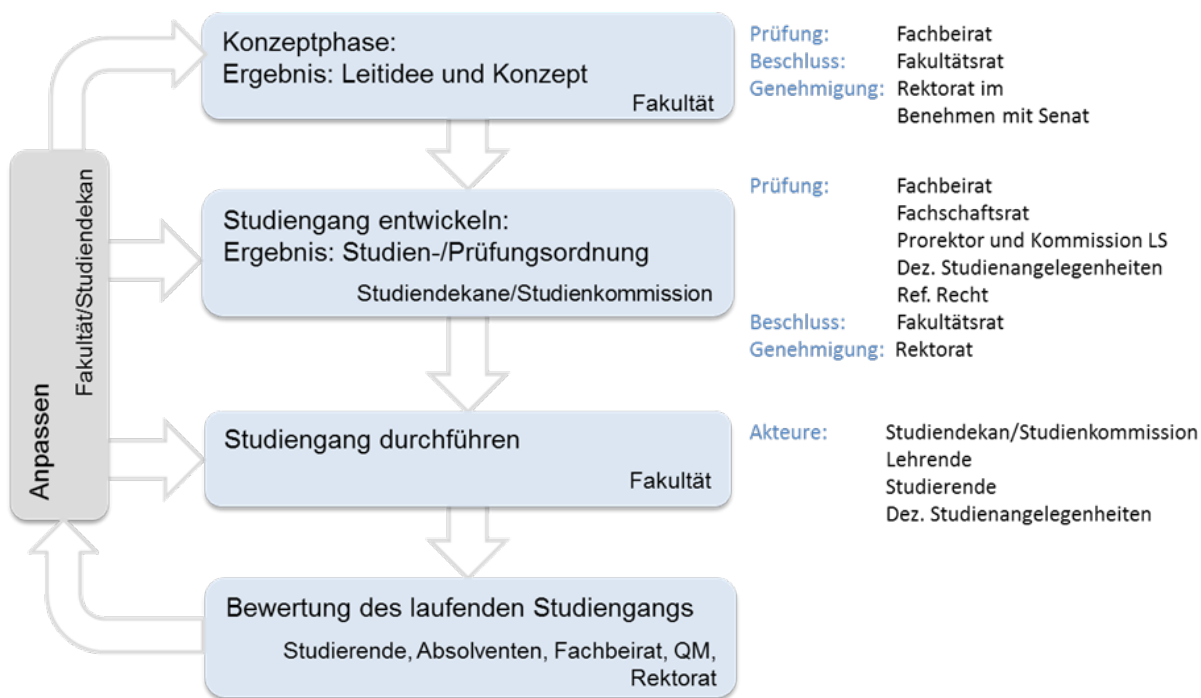 Konzeptphase:
Ergebnis: Leitidee und Konzept
Fakultät
Prüfung: Fachbeirat
Beschluss: Fakultätsrat
Genehmigung: Rektorat im
Benehmen mit Senat
Anpassen
Fakultät/Studiendekan
Studiengang entwickeln:
Ergebnis: Studien-/Prüfungsordnung
Studiendekane/Studienkommission
Prüfung: Fachbeirat
Fachschaftsrat
Prorektor und Kommission LS
Dez. Studienangelegenheiten
Ref. Recht
Beschluss: Fakultätsrat
Genehmigung: Rektorat
Studiengang durchführen
Fakultät
Akteure: Studiendekan/Studienkommission
Lehrende
Studierende
Dez. Studienangelegenheiten
Bewertung des laufenden Studiengangs
Studierende, Absolventen, Fachbeirat, QM,
Rektorat